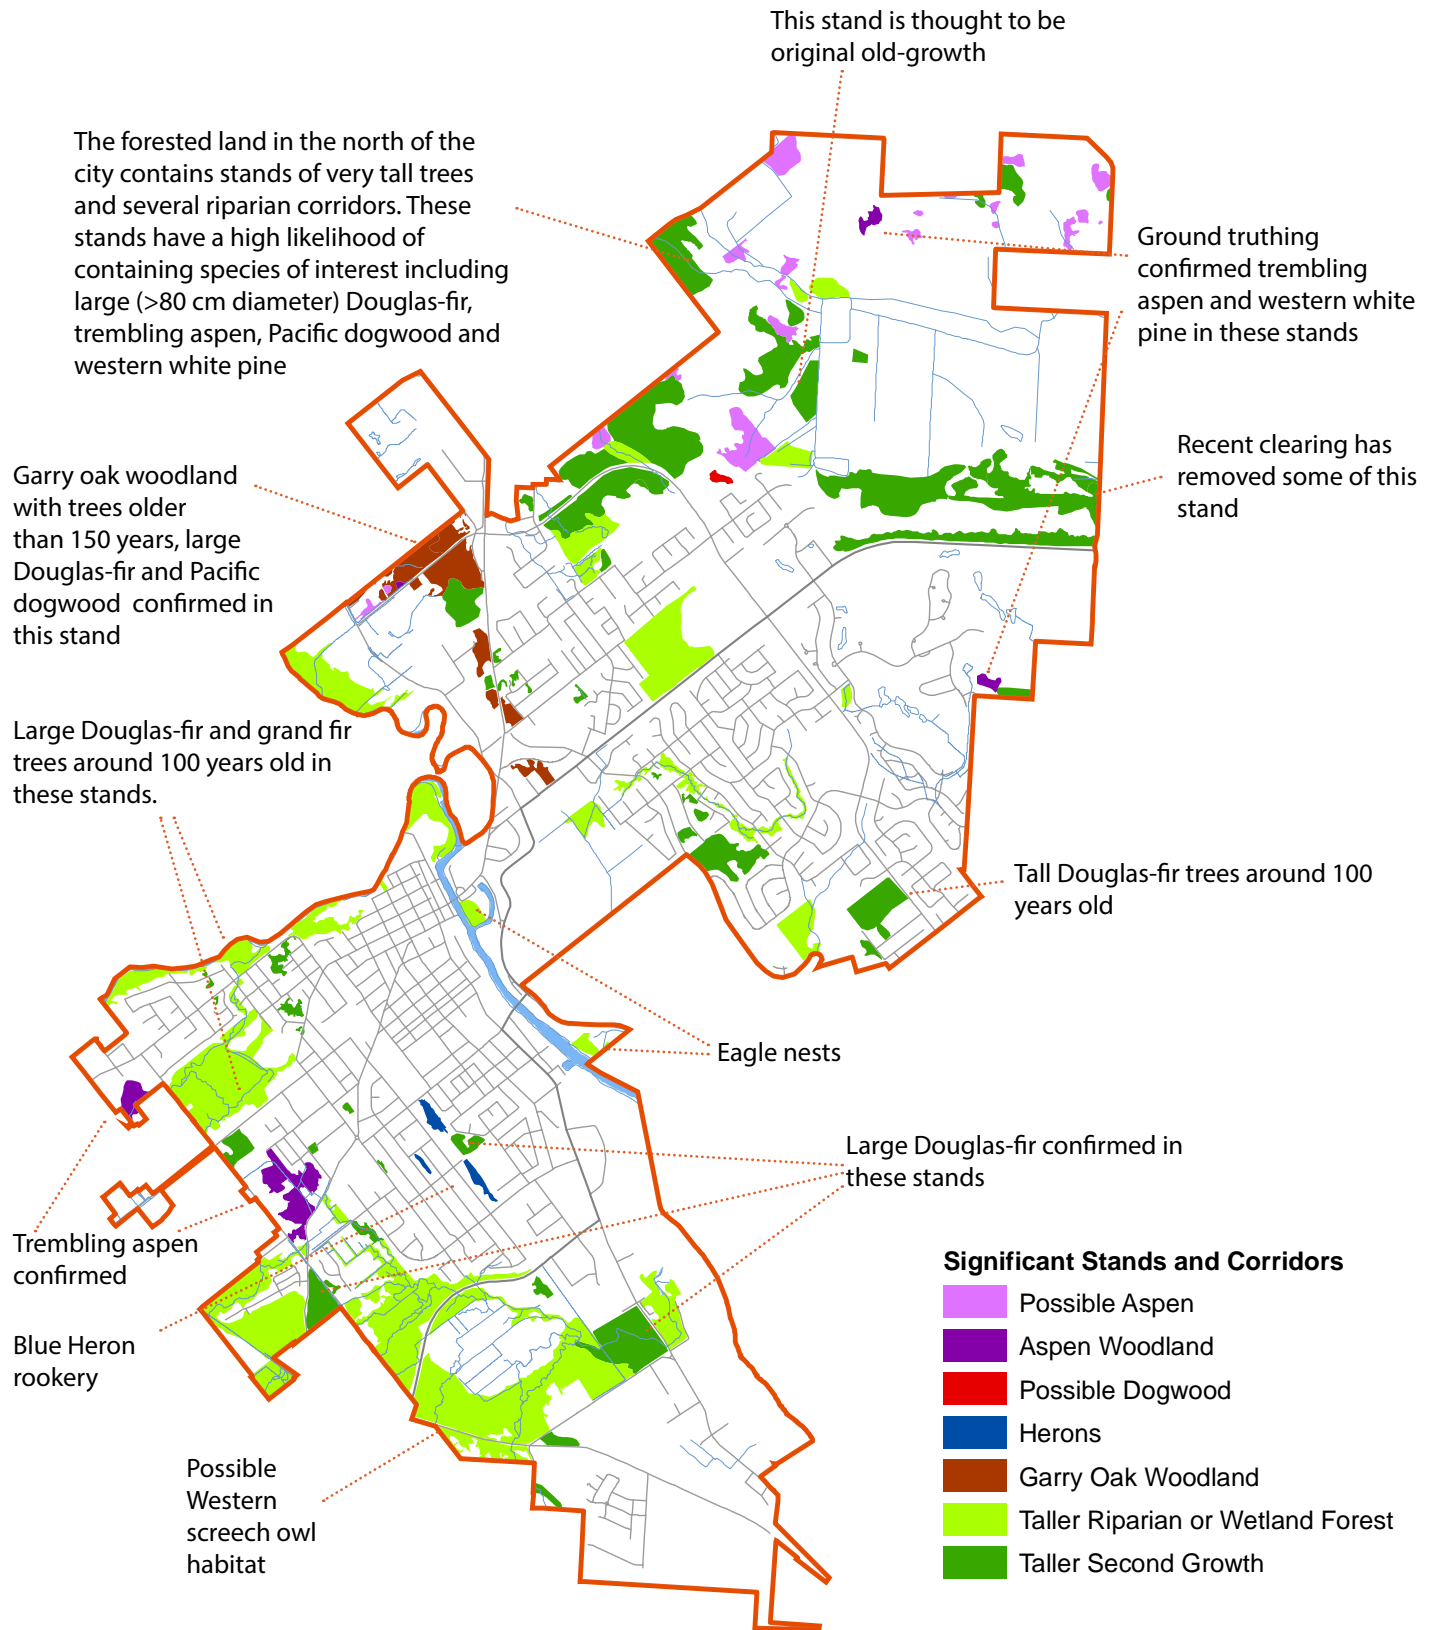 This stand is thought to be
original old-growth
The forested land in the north of the
city contains stands of very tall trees
and several riparian corridors. These
stands have a high likelihood of
containing species of interest including
large (>80 cm diameter) Douglas-fir,
trembling aspen, Pacific dogwood and
western white pine
Ground truthing
confirmed trembling
aspen and western white
pine in these stands
Recent clearing has
removed some of this
stand
Garry oak woodland
with trees older
than 150 years, large
Douglas-fir and Pacific
dogwood confirmed in
this stand
Large Douglas-fir and grand fir
trees around 100 years old in
these stands.
Tall Douglas-fir trees around 100
years old
Eagle nests
Large Douglas-fir confirmed in
these stands
Trembling aspen
confirmed
Blue Heron
rookery
Possible
Western
screech owl
habitat
Significant Stands and Corridors
Possible Aspen
Aspen Woodland
Possible Dogwood
Herons
Garry Oak Woodland
Taller Riparian or Wetland Forest
Taller Second Growth